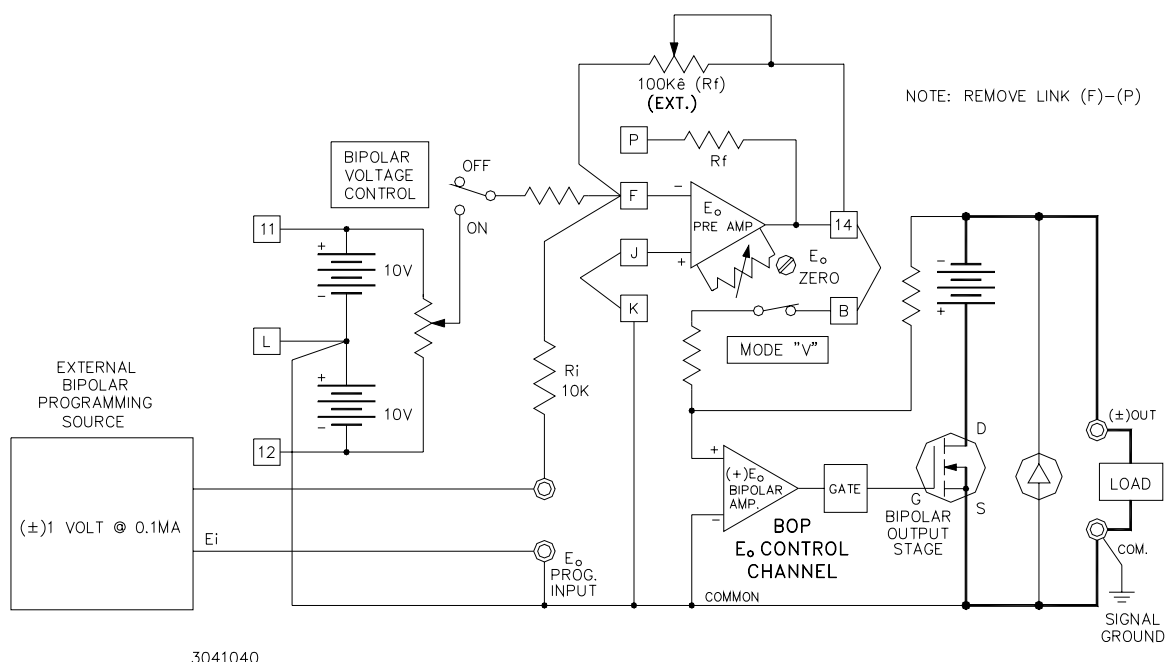 100Kê (Rf)
(EXT.)
NOTE: REMOVE LINK (F)-(P)
P
Rf
BIPOLAR
VOLTAGE
CONTROL
OFF
ON
F
−
Eo
PRE AMP
14
11
+
10V
−
J
+
Eo
ZERO
K
B
MODE "V"
−
+
L
Ri
10K
+
10V
−
12
EXTERNAL
BIPOLAR
PROGRAMMING
SOURCE
(±)1 VOLT @ 0.1MA
Ei
Eo
PROG.
INPUT
+
(+)Eo
BIPOLAR
AMP.
−
GATE
BOP
Eo CONTROL
CHANNEL
D
G
S
BIPOLAR
OUTPUT
STAGE
(±)OUT
LOAD
COM.
COMMON
SIGNAL
GROUND
3041040